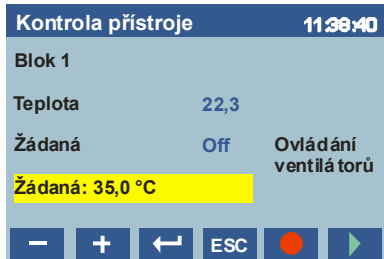 Kontrola přístroje 11:38:40
Blok 1
Teplota 22,3
Žádaná Off Ovládání
ventilátorů
Žádaná: 35,0 °C
ESC